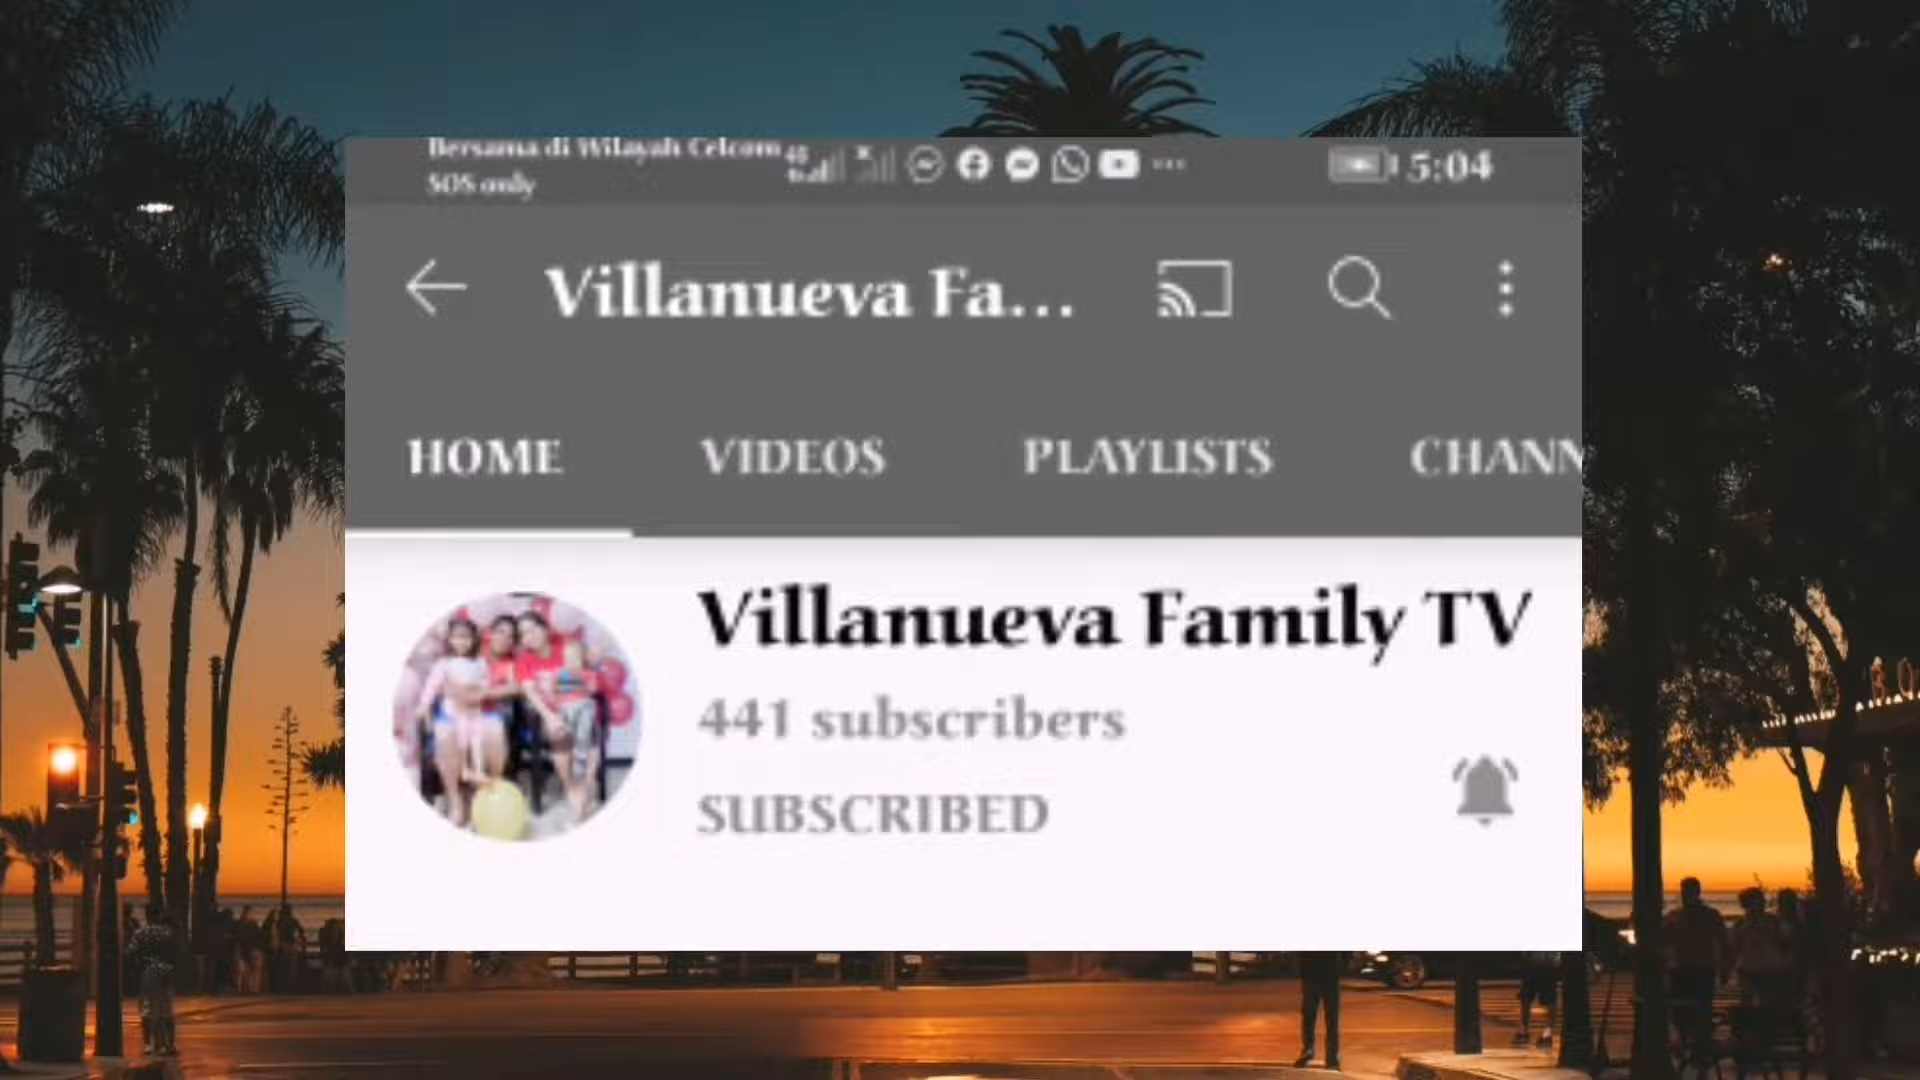 Bersama di Wilayah Celcom 4G
SOS only
5:04
Villanueva Fa...
HOME VIDEOS PLAYLISTS CHANN
Villanueva Family TV
441 subscribers
SUBSCRIBED